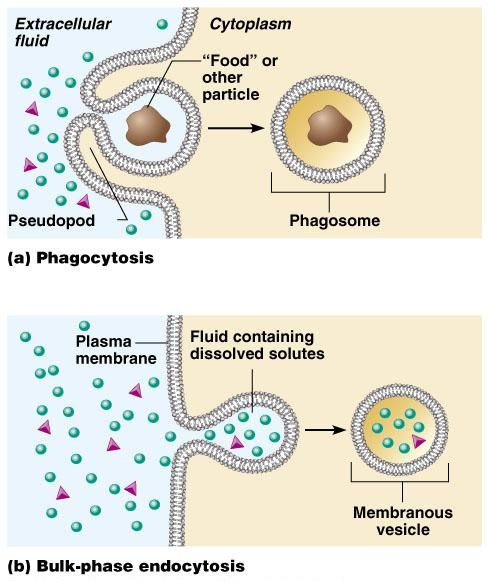 Extracellular
fluid
Cytoplasm
“Food” or
other
particle
Pseudopod
Phagosome
(a) Phagocytosis
Plasma
membrane
Fluid containing
dissolved solutes
Membranous
vesicle
(b) Bulk-phase endocytosis